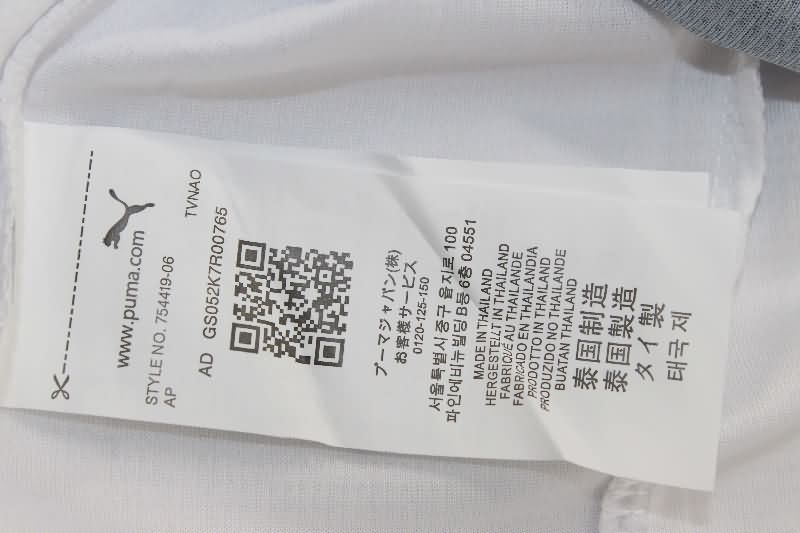 www.puma.com
STYLE NO. 754419-06
AP
TVNAO
AD GS052K7R00765
プーマジャパン(株)
お客様サービス
0120-125-150
서울특별시 중구 을지로 100
파인에비뉴 빌딩 B동 6층 04551
MADE IN THAILAND
HERGESTELLT IN THAILAND
FABRIQUÉ AU THAILANDE
FABRICADO EN THAILANDIA
PRODOTTO IN THAILAND
PRODUZIDO NO THAILANDE
BUATAN THAILAND
泰国制造
泰国製造
タイ製
태국 제